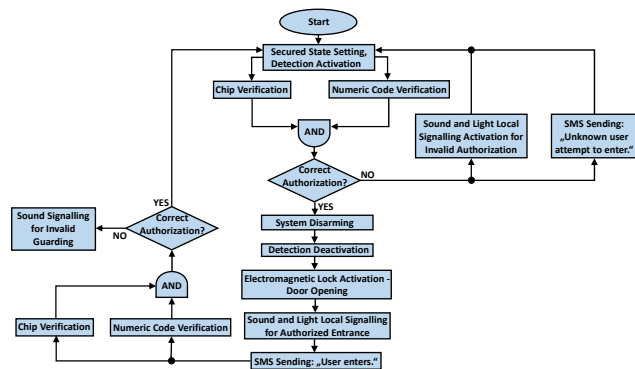 Start
Secured State Setting,
Detection Activation
Chip Verification
Numeric Code Verification
AND
Sound and Light Local
Signalling Activation for
Invalid Authorization
SMS Sending:
„Unknown user
attempt to enter.“
Correct
Authorization?
NO
YES
System Disarming
Detection Deactivation
Electromagnetic Lock Activation -
Door Opening
Sound and Light Local Signalling
for Authorized Entrance
SMS Sending: „User enters.“
Chip Verification
Numeric Code Verification
AND
Correct
Authorization?
YES
NO
Sound Signalling
for Invalid
Guarding